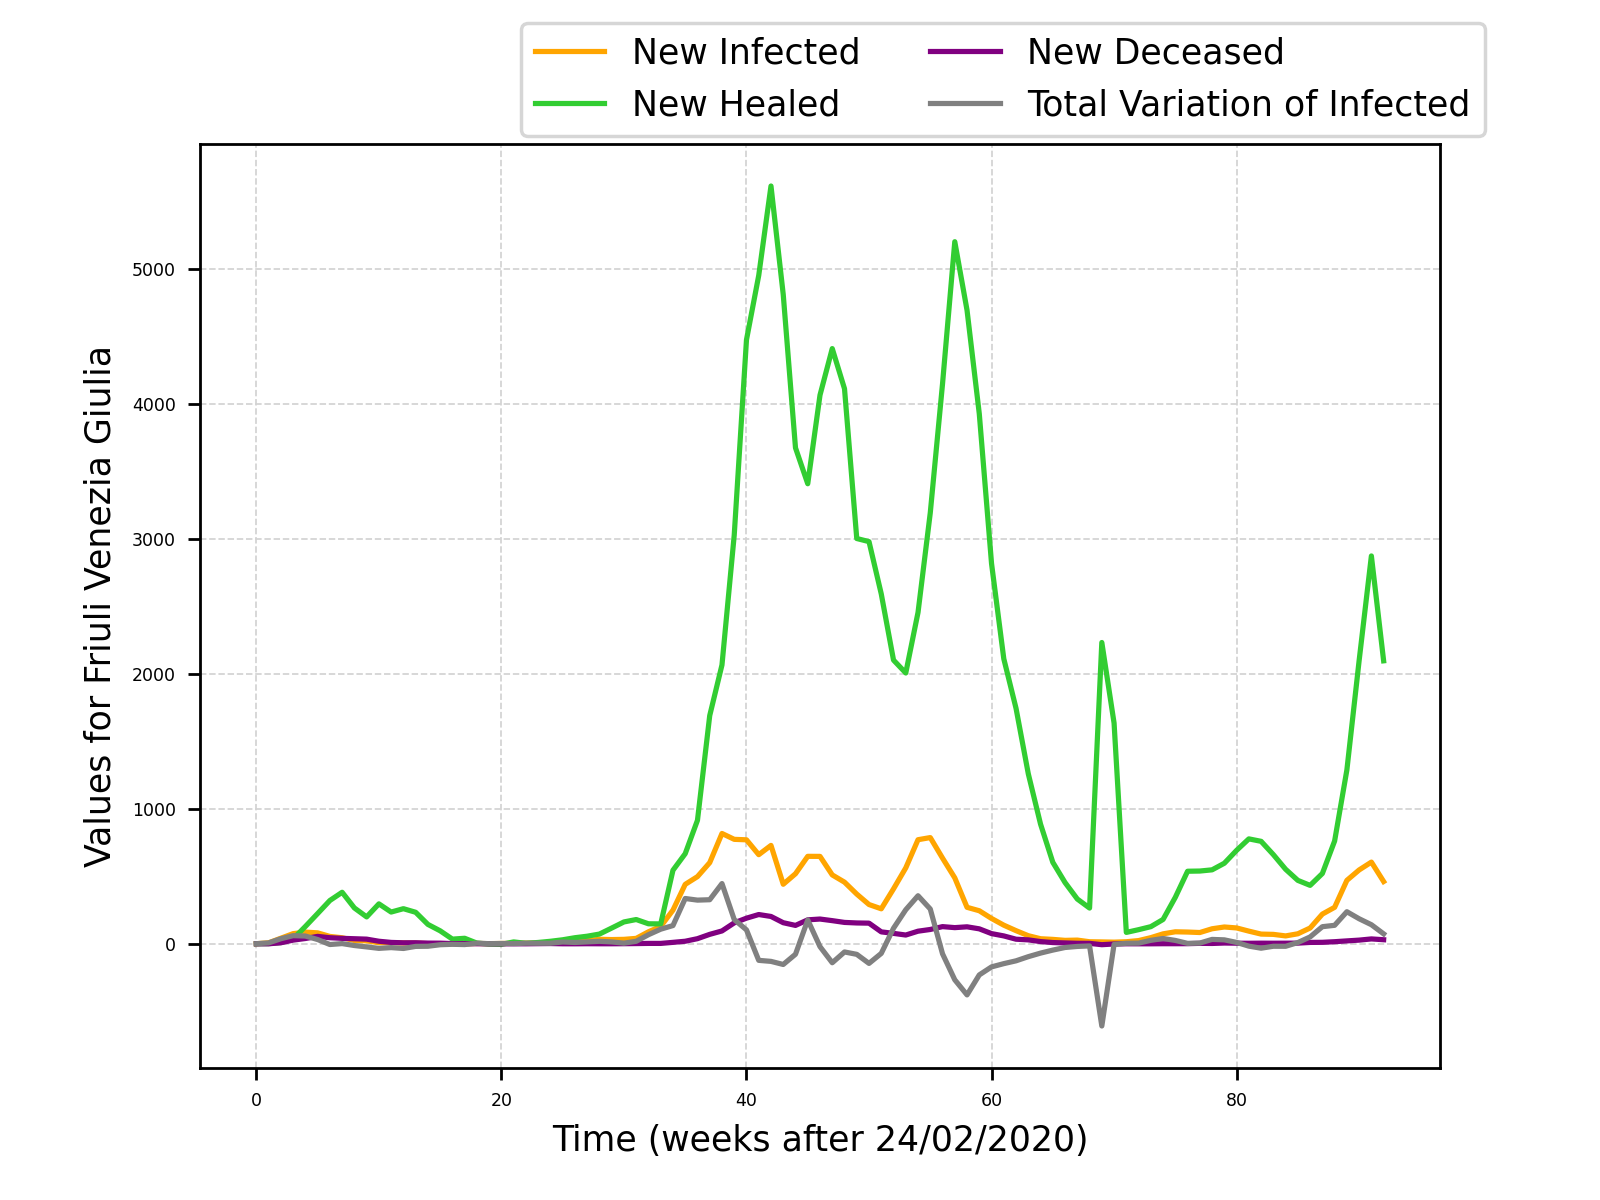 New Infected
New Healed
New Deceased
Total Variation of Infected
Values for Friuli Venezia Giulia
5000
4000
3000
2000
1000
0
0 20 40 60 80
Time (weeks after 24/02/2020)